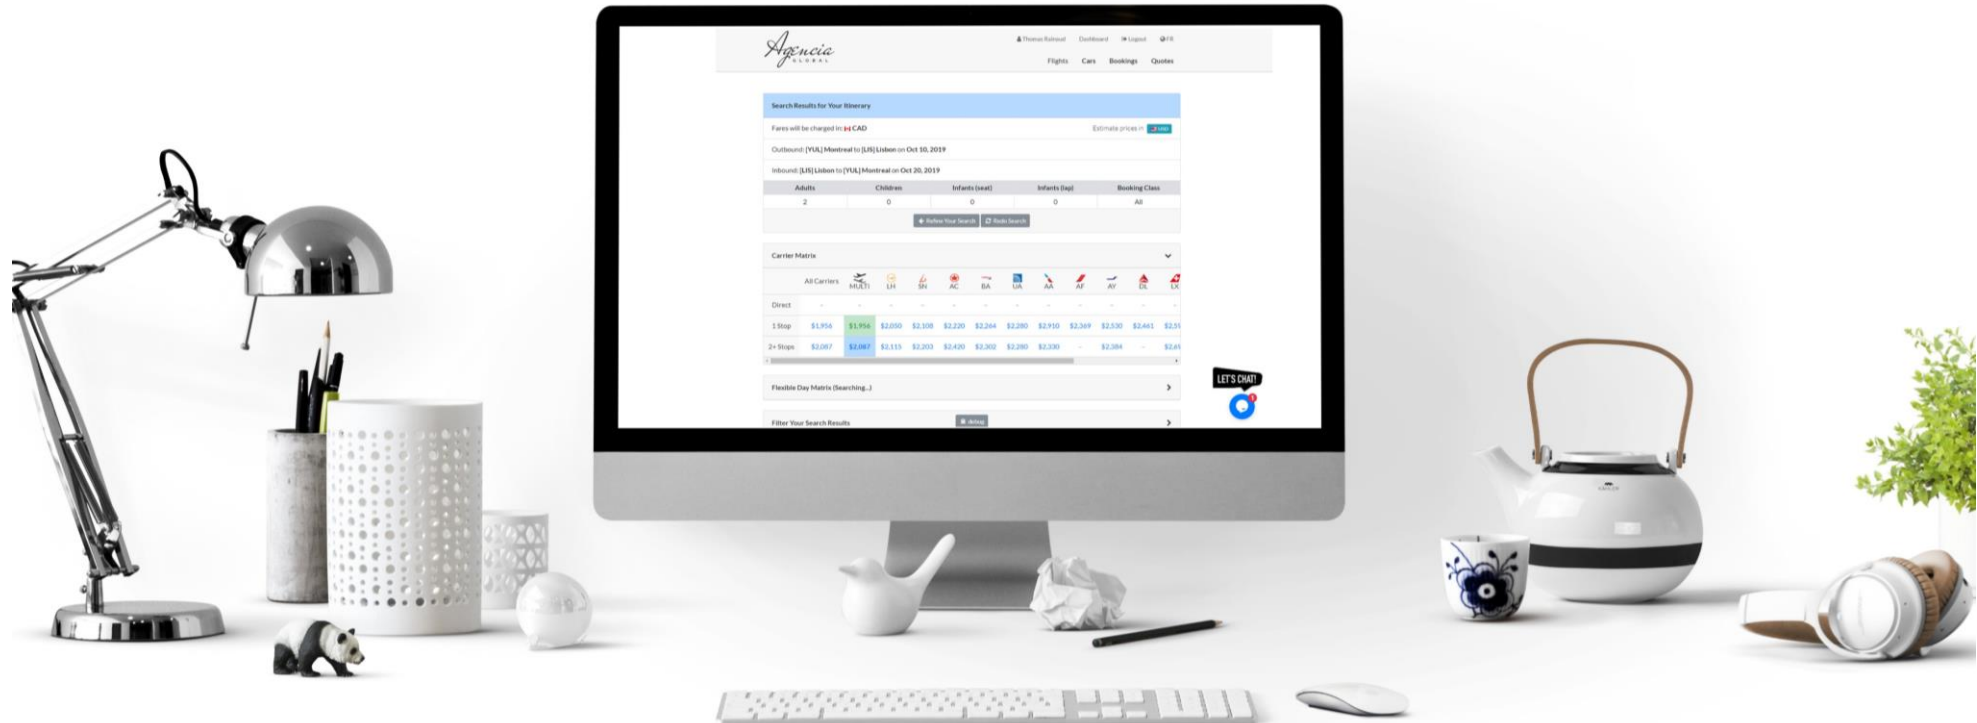 Agencia
GLOBAL
Dashboard Logout FR
Flights Cars Bookings Quotes
Search Results for Your Itinerary
Fares will be charged in: CAD Estimate prices in USD
Outbound: [YUL] Montreal to [LIS] Lisbon on Oct 10, 2019
Inbound: [LIS] Lisbon to [YUL] Montreal on Oct 20, 2019
Adults Children Infants (seat) Infants (lap) Booking Class
2 0 0 0 All
Refine Your Search Redo Search
Carrier Matrix
All Carriers MULTI LH SN AC BA UA AA AF AY DL LX
Direct - - - - - - - - - - - -
1 Stop $1,956 $1,956 $2,050 $2,108 $2,220 $2,264 $2,280 $2,910 $2,369 $2,530 $2,461
2+ Stops $2,087 $2,087 $2,115 $2,203 $2,420 $2,302 $2,280 $2,330 - $2,584 -
Flexible Day Matrix (Searching...)
LET'S CHAT!
1
Filter Your Search Results debug